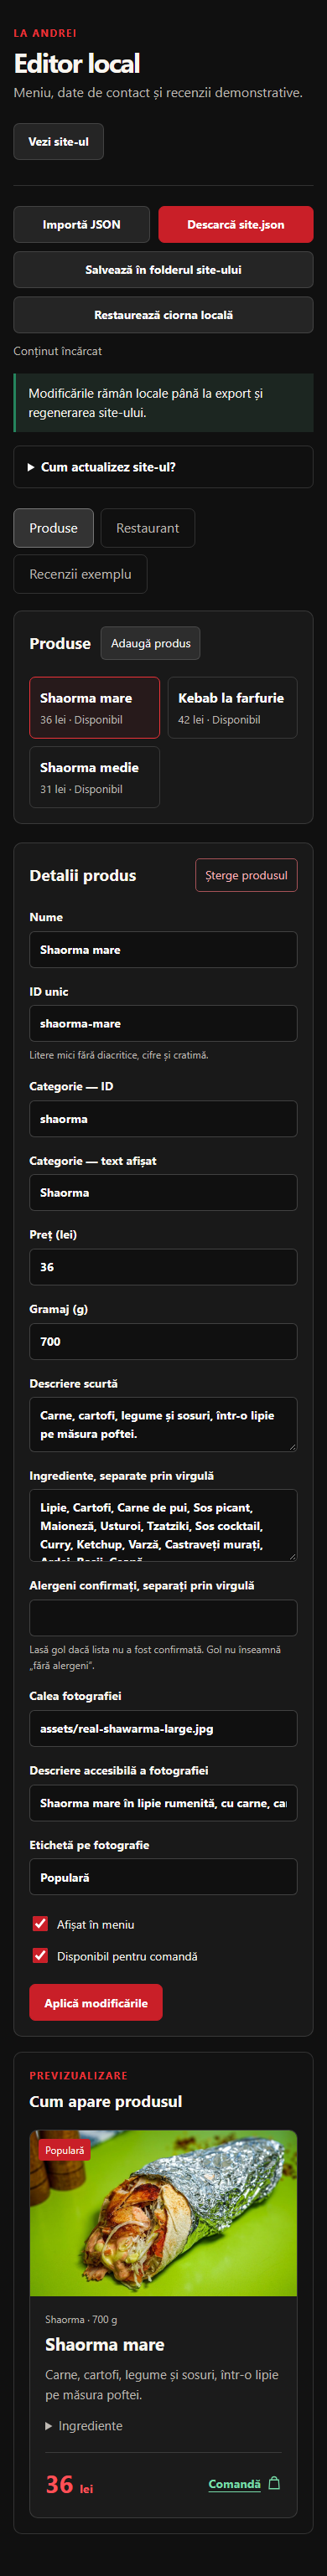 LA ANDREI
Editor local
Meniu, date de contact și recenzii demonstrative.
Vezi site-ul
Importă JSON
Descarcă site.json
Salvează în folderul site-ului
Restaurează ciorna locală
Conținut încărcat
Modificările rămân locale până la export și
regenerarea site-ului.
▶ Cum actualizez site-ul?
Produse
Restaurant
Recenzii exemplu
Produse
Adaugă produs
Shaorma mare
36 lei · Disponibil
Kebab la farfurie
42 lei · Disponibil
Shaorma medie
31 lei · Disponibil
Detalii produs
Șterge produsul
Nume
Shaorma mare
ID unic
shaorma-mare
Litere mici fără diacritice, cifre și cratimă.
Categorie — ID
shaorma
Categorie — text afișat
Shaorma
Preț (lei)
36
Gramaj (g)
700
Descriere scurtă
Carne, cartofi, legume și sosuri, într-o lipie
pe măsura poftei.
Ingrediente, separate prin virgulă
Lipie, Cartofi, Carne de pui, Sos picant,
Maioneză, Usturoi, Tzatziki, Sos cocktail,
Curry, Ketchup, Varză, Castraveți murați,
Alergeni confirmați, separați prin virgulă
Lasă gol dacă lista nu a fost confirmată. Gol nu înseamnă
„fără alergeni”.
Calea fotografiei
assets/real-shawarma-large.jpg
Descriere accesibilă a fotografiei
Shaorma mare în lipie rumenită, cu carne,
Etichetă pe fotografie
Populară
Afișat în meniu
Disponibil pentru comandă
Aplică modificările
PREVIZUALIZARE
Cum apare produsul
Populară
Shaorma · 700 g
Shaorma mare
Carne, cartofi, legume și sosuri, într-o lipie
pe măsura poftei.
▶ Ingrediente
36 lei
Comandă